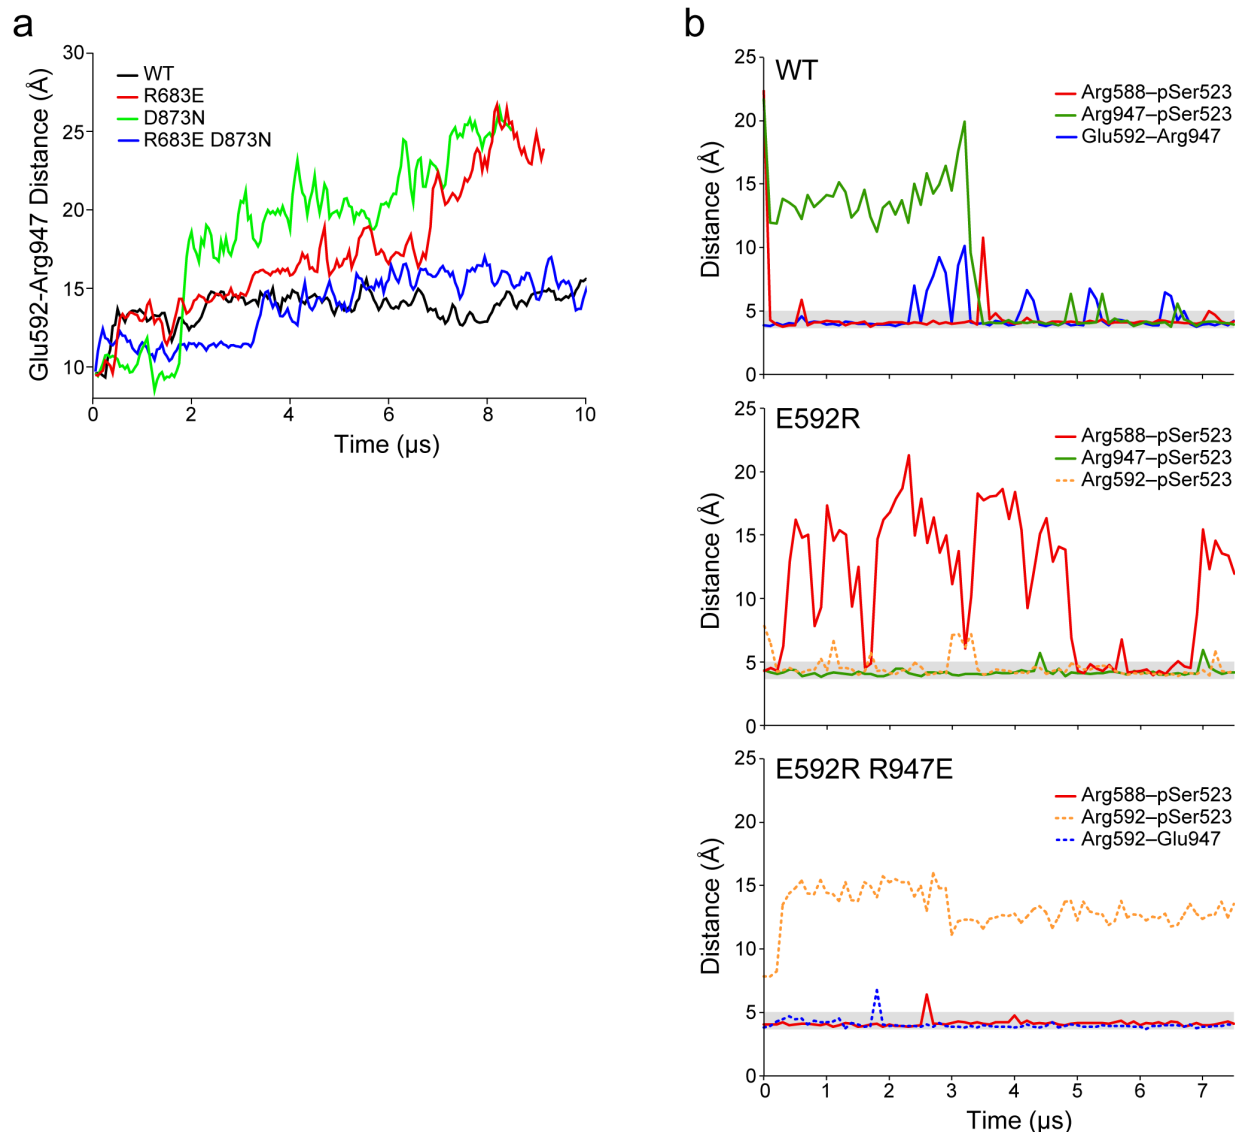 a
Glu592-Arg947 Distance (Å)
30
25
20
15
10
WT
R683E
D873N
R683E D873N
0 2 4 6 8 10
Time (μs)
b
WT
Distance (Å)
25
20
15
10
5
0
Arg588–pSer523
Arg947–pSer523
Glu592–Arg947
E592R
Distance (Å)
25
20
15
10
5
0
Arg588–pSer523
Arg947–pSer523
Arg592–pSer523
E592R R947E
Distance (Å)
25
20
15
10
5
0
Arg588–pSer523
Arg592–pSer523
Arg592–Glu947
0 1 2 3 4 5 6 7
Time (μs)